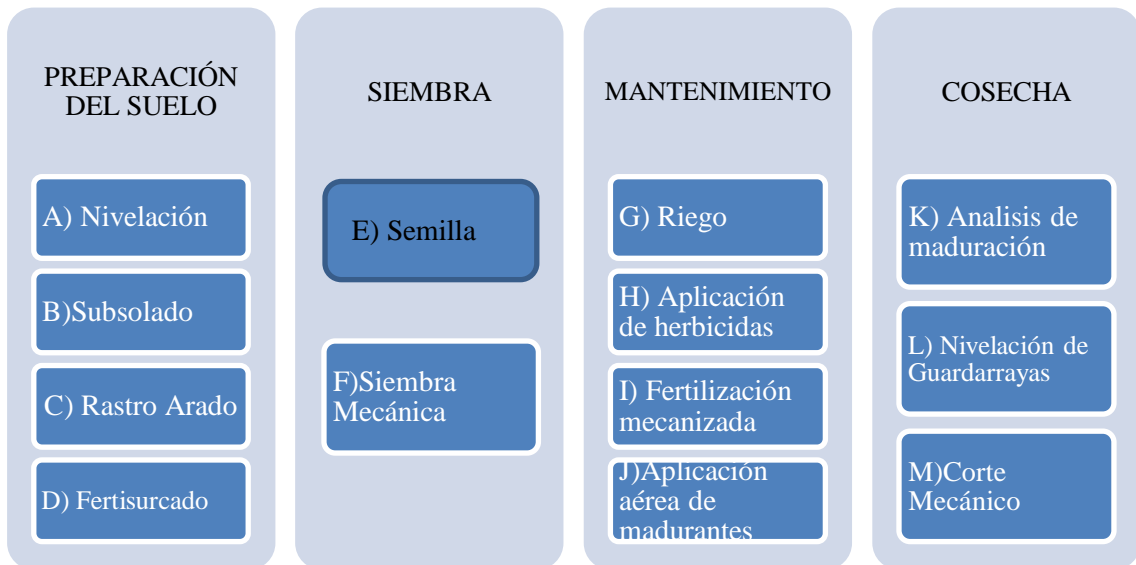 PREPARACIÓN
DEL SUELO
A) Nivelación
B)Subsolado
C) Rastro Arado
D) Fertisurcado
SIEMBRA
E) Semilla
F)Siembra
Mecánica
MANTENIMIENTO
G) Riego
H) Aplicación
de herbicidas
I) Fertilización
mecanizada
J)Aplicación
aérea de
madurantes
COSECHA
K) Analisis de
maduración
L) Nivelación de
Guardarrayas
M)Corte
Mecánico